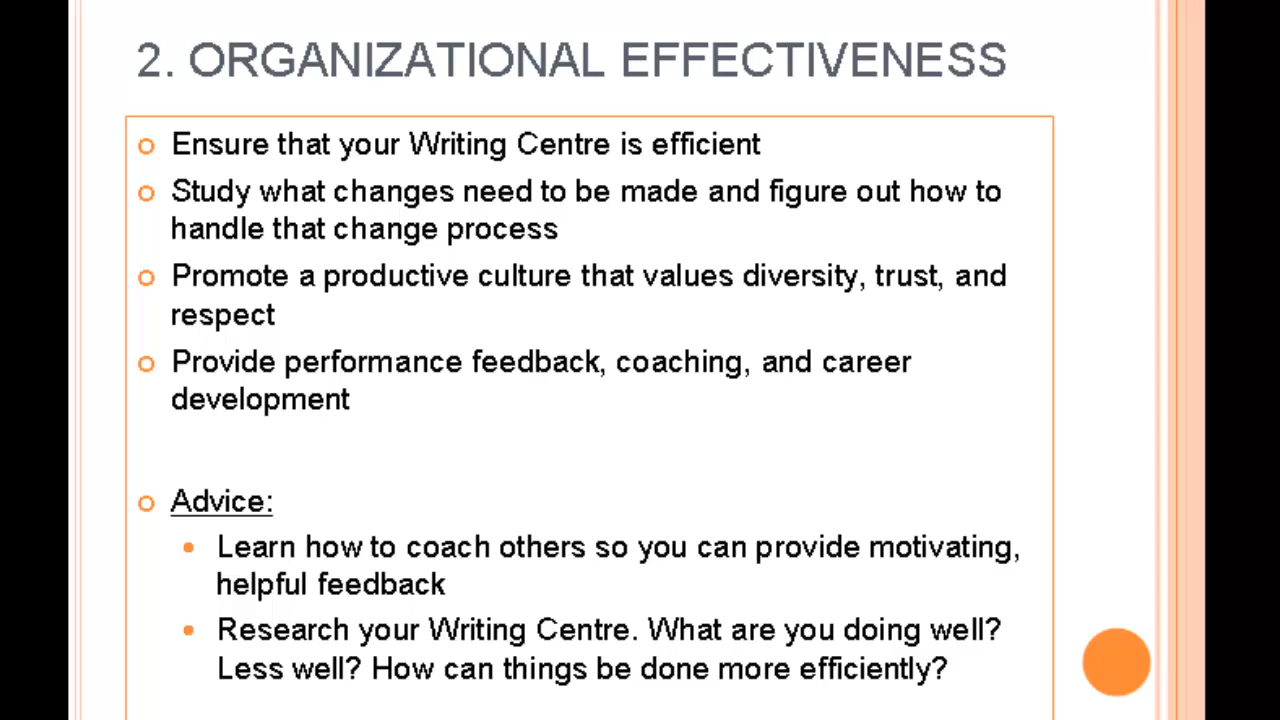 2. ORGANIZATIONAL EFFECTIVENESS
Ensure that your Writing Centre is efficient
Study what changes need to be made and figure out how to
handle that change process
Promote a productive culture that values diversity, trust, and
respect
Provide performance feedback, coaching, and career
development
Advice:
Learn how to coach others so you can provide motivating,
helpful feedback
Research your Writing Centre. What are you doing well?
Less well? How can things be done more efficiently?